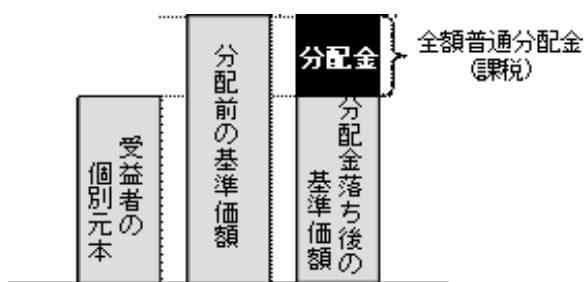 受益者の
個別元本
分配前の基準価額
分配金
分配金落ち後の
基準価額
全額普通分配金
(課税)